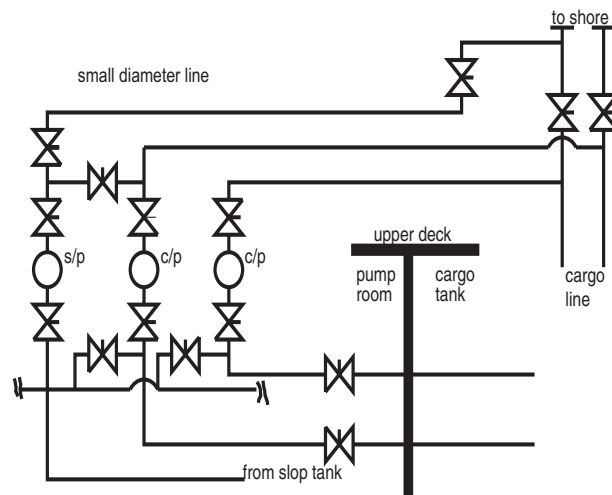 to shore
small diameter line
s/p
c/p
c/p
upper deck
pump
room
cargo
tank
cargo
line
from slop tank